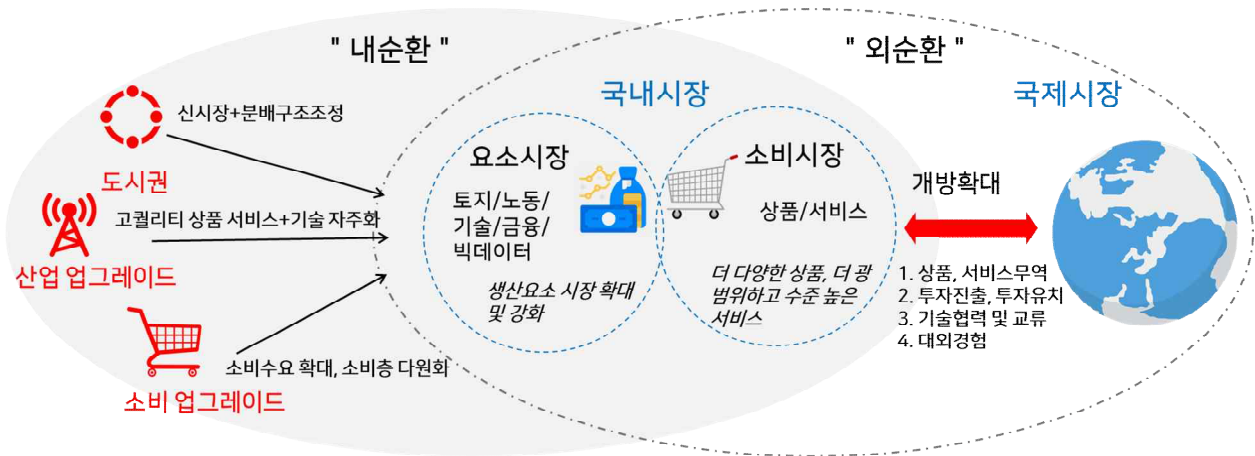 " 내순환 "
" 외순환 "
국내시장
국제시장
신시장+분배구조조정
도시권
고퀄리티 상품 서비스+기술 자주화
산업 업그레이드
소비수요 확대, 소비층 다원화
소비 업그레이드
요소시장
토지/노동/
기술/금융/
빅데이터
생산요소 시장 확대
및 강화
소비시장
상품/서비스
더 다양한 상품, 더 광
범위하고 수준 높은
서비스
개방확대
1. 상품, 서비스무역
2. 투자진출, 투자유치
3. 기술협력 및 교류
4. 대외경험